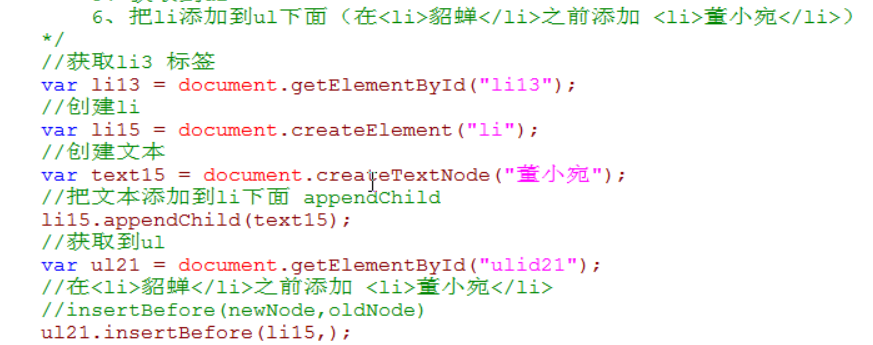 6、把li添加到ul下面（在<li>貂蝉</li>之前添加 <li>董小宛</li>）
*/
//获取li3 标签
var li13 = document.getElementById("li13");
//创建li
var li15 = document.createElement("li");
//创建文本
var text15 = document.createTextNode("董小宛");
//把文本添加到li下面 appendChild
li15.appendChild(text15);
//获取到ul
var ul21 = document.getElementById("ulid21");
//在<li>貂蝉</li>之前添加 <li>董小宛</li>
//insertBefore(newNode,oldNode)
ul21.insertBefore(li15,);